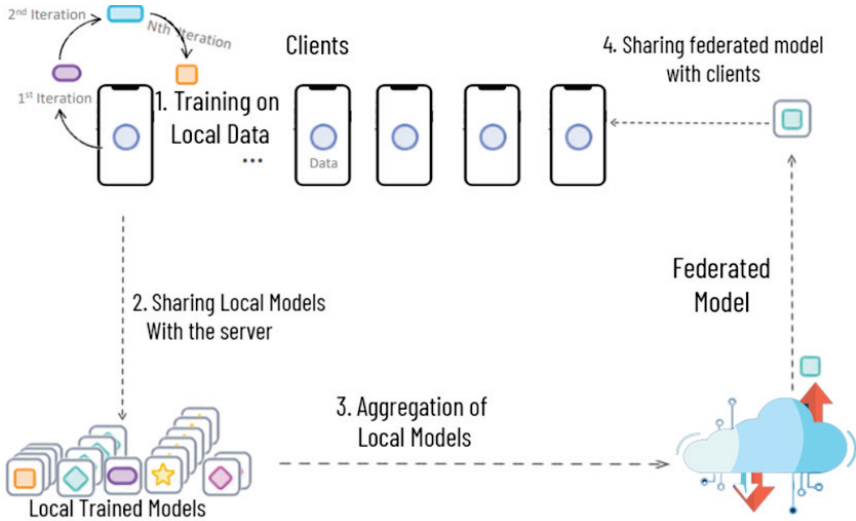 2nd Iteration
Nth Iteration
1st Iteration
Clients
1. Training on
Local Data
...
Data
4. Sharing federated model
with clients
2. Sharing Local Models
With the server
Federated
Model
3. Aggregation of
Local Models
Local Trained Models